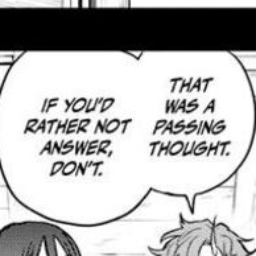 THAT
WAS A
PASSING
THOUGHT.
IF YOU'D
RATHER NOT
ANSWER,
DON'T.